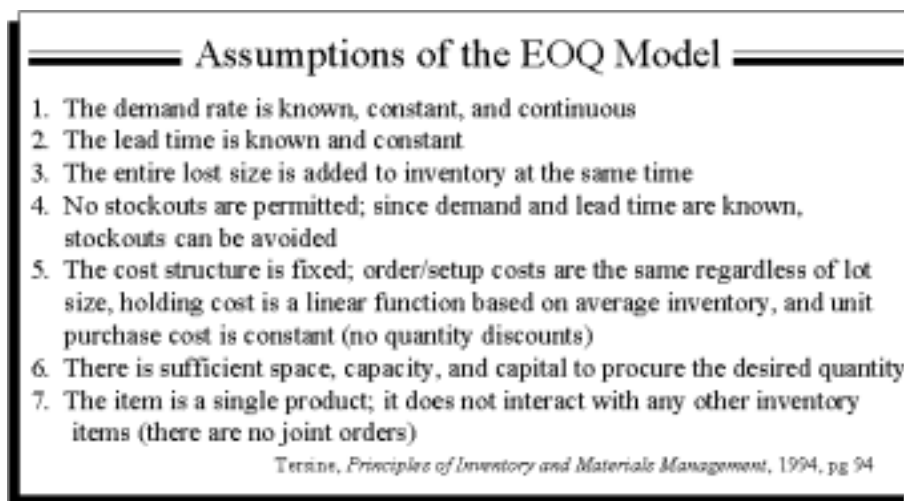 Assumptions of the EOQ Model
1. The demand rate is known, constant, and continuous
2. The lead time is known and constant
3. The entire lost size is added to inventory at the same time
4. No stockouts are permitted; since demand and lead time are known,
stockouts can be avoided
5. The cost structure is fixed; order/setup costs are the same regardless of lot
size, holding cost is a linear function based on average inventory, and unit
purchase cost is constant (no quantity discounts)
6. There is sufficient space, capacity, and capital to procure the desired quantity
7. The item is a single product; it does not interact with any other inventory
items (there are no joint orders)
Tersine, Principles of Inventory and Materials Management, 1994, pg 94